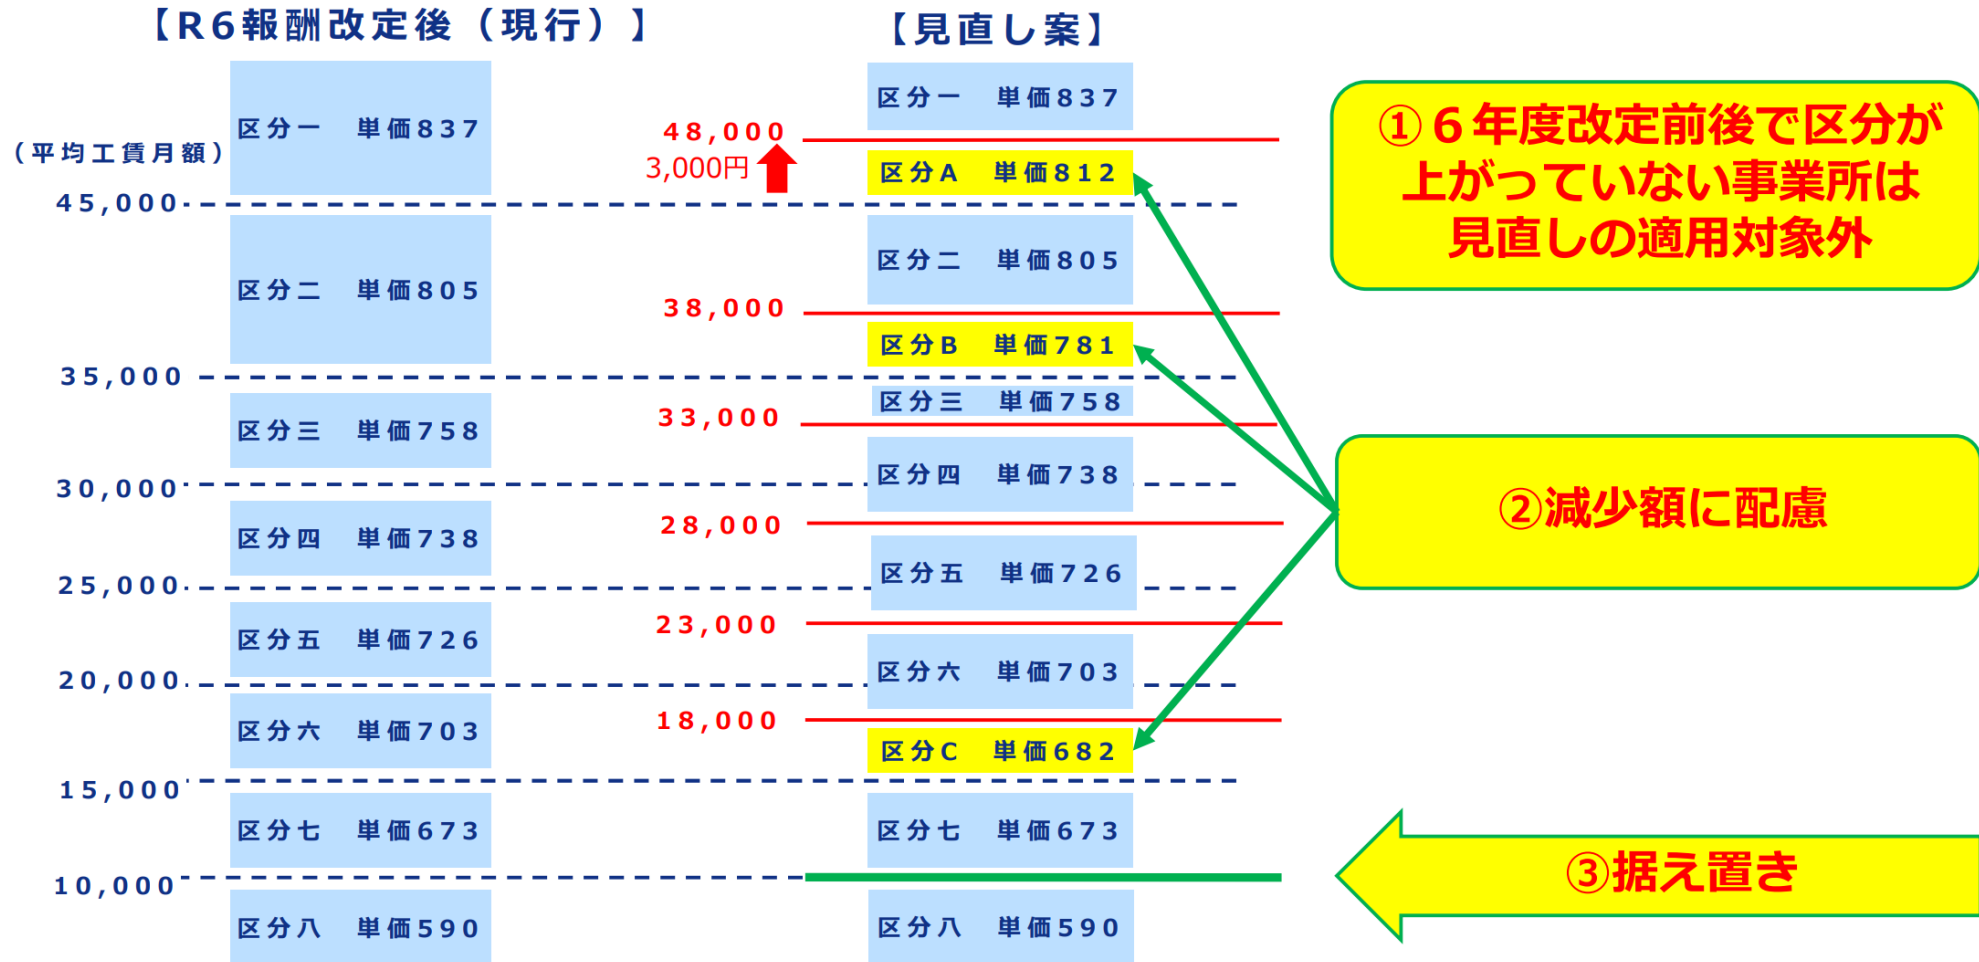 【R6報酬改定後（現行）】
(平均工賃月額)
区分一 単価837
45,000
区分二 単価805
35,000
区分三 単価758
30,000
区分四 単価738
25,000
区分五 単価726
20,000
区分六 単価703
15,000
区分七 単価673
10,000
区分八 単価590
【見直し案】
区分一 単価837
48,000
3,000円
区分A 単価812
区分二 単価805
38,000
区分B 単価781
区分三 単価758
33,000
区分四 単価738
28,000
区分五 単価726
23,000
区分六 単価703
18,000
区分C 単価682
区分七 単価673
区分八 単価590
①６年度改定前後で区分が
上がっていない事業所は
見直しの適用対象外
②減少額に配慮
③据え置き